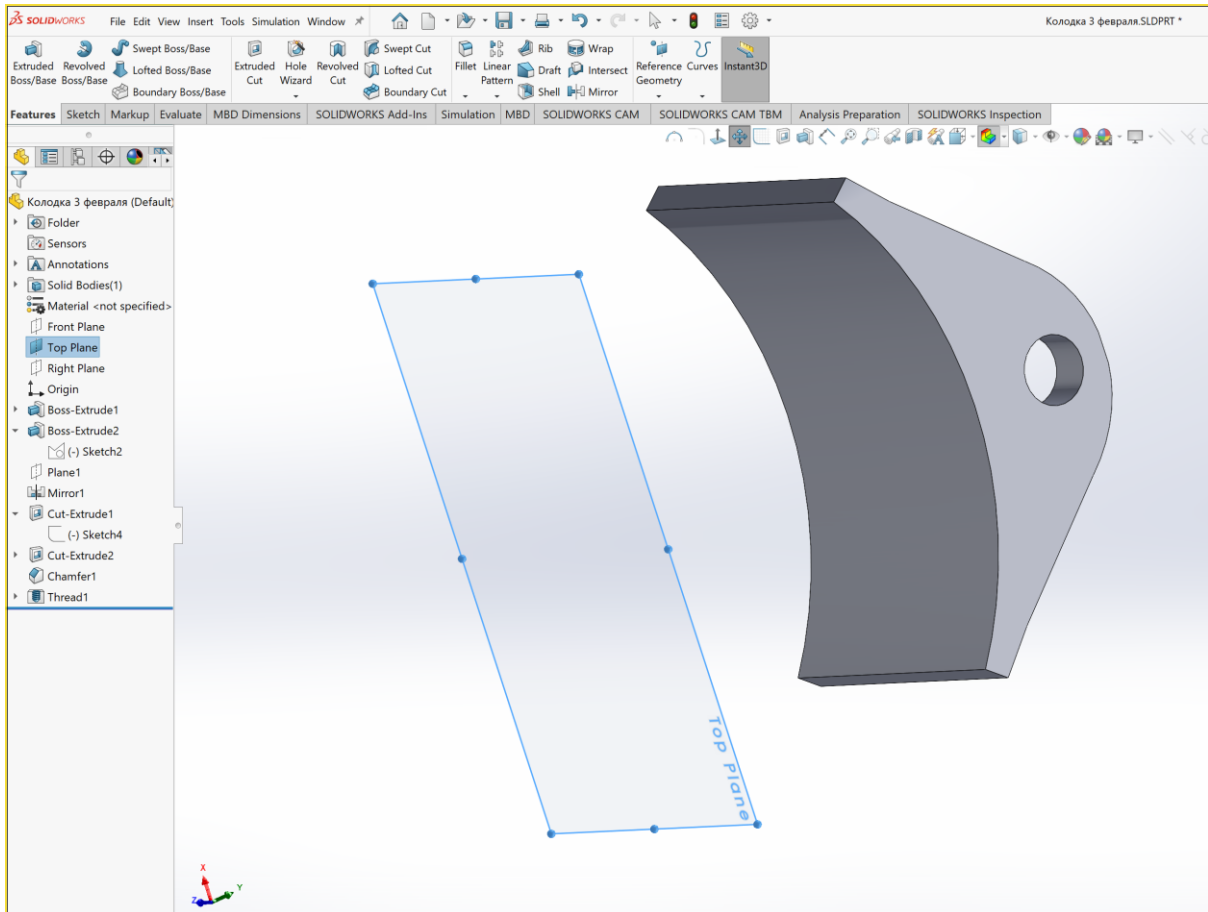 SOLIDWORKS File Edit View Insert Tools Simulation Window Колодка 3 февраля.SLDPRT *
Extruded Boss/Base
Revolved Boss/Base
Swept Boss/Base
Lofted Boss/Base
Boundary Boss/Base
Extruded Cut
Hole Wizard
Revolved Cut
Swept Cut
Lofted Cut
Boundary Cut
Fillet
Linear Pattern
Rib
Draft
Shell
Wrap
Intersect
Mirror
Reference Geometry
Curves
Instant3D
Features Sketch Markup Evaluate MBD Dimensions SOLIDWORKS Add-Ins Simulation MBD SOLIDWORKS CAM SOLIDWORKS CAM TBM Analysis Preparation SOLIDWORKS Inspection
Колодка 3 февраля (Default)
Folder
Sensors
Annotations
Solid Bodies(1)
Material <not specified>
Front Plane
Top Plane
Right Plane
Origin
Boss-Extrude1
Boss-Extrude2
(-) Sketch2
Plane1
Mirror1
Cut-Extrude1
(-) Sketch4
Cut-Extrude2
Chamfer1
Thread1
Top Plane
X
Y
Z